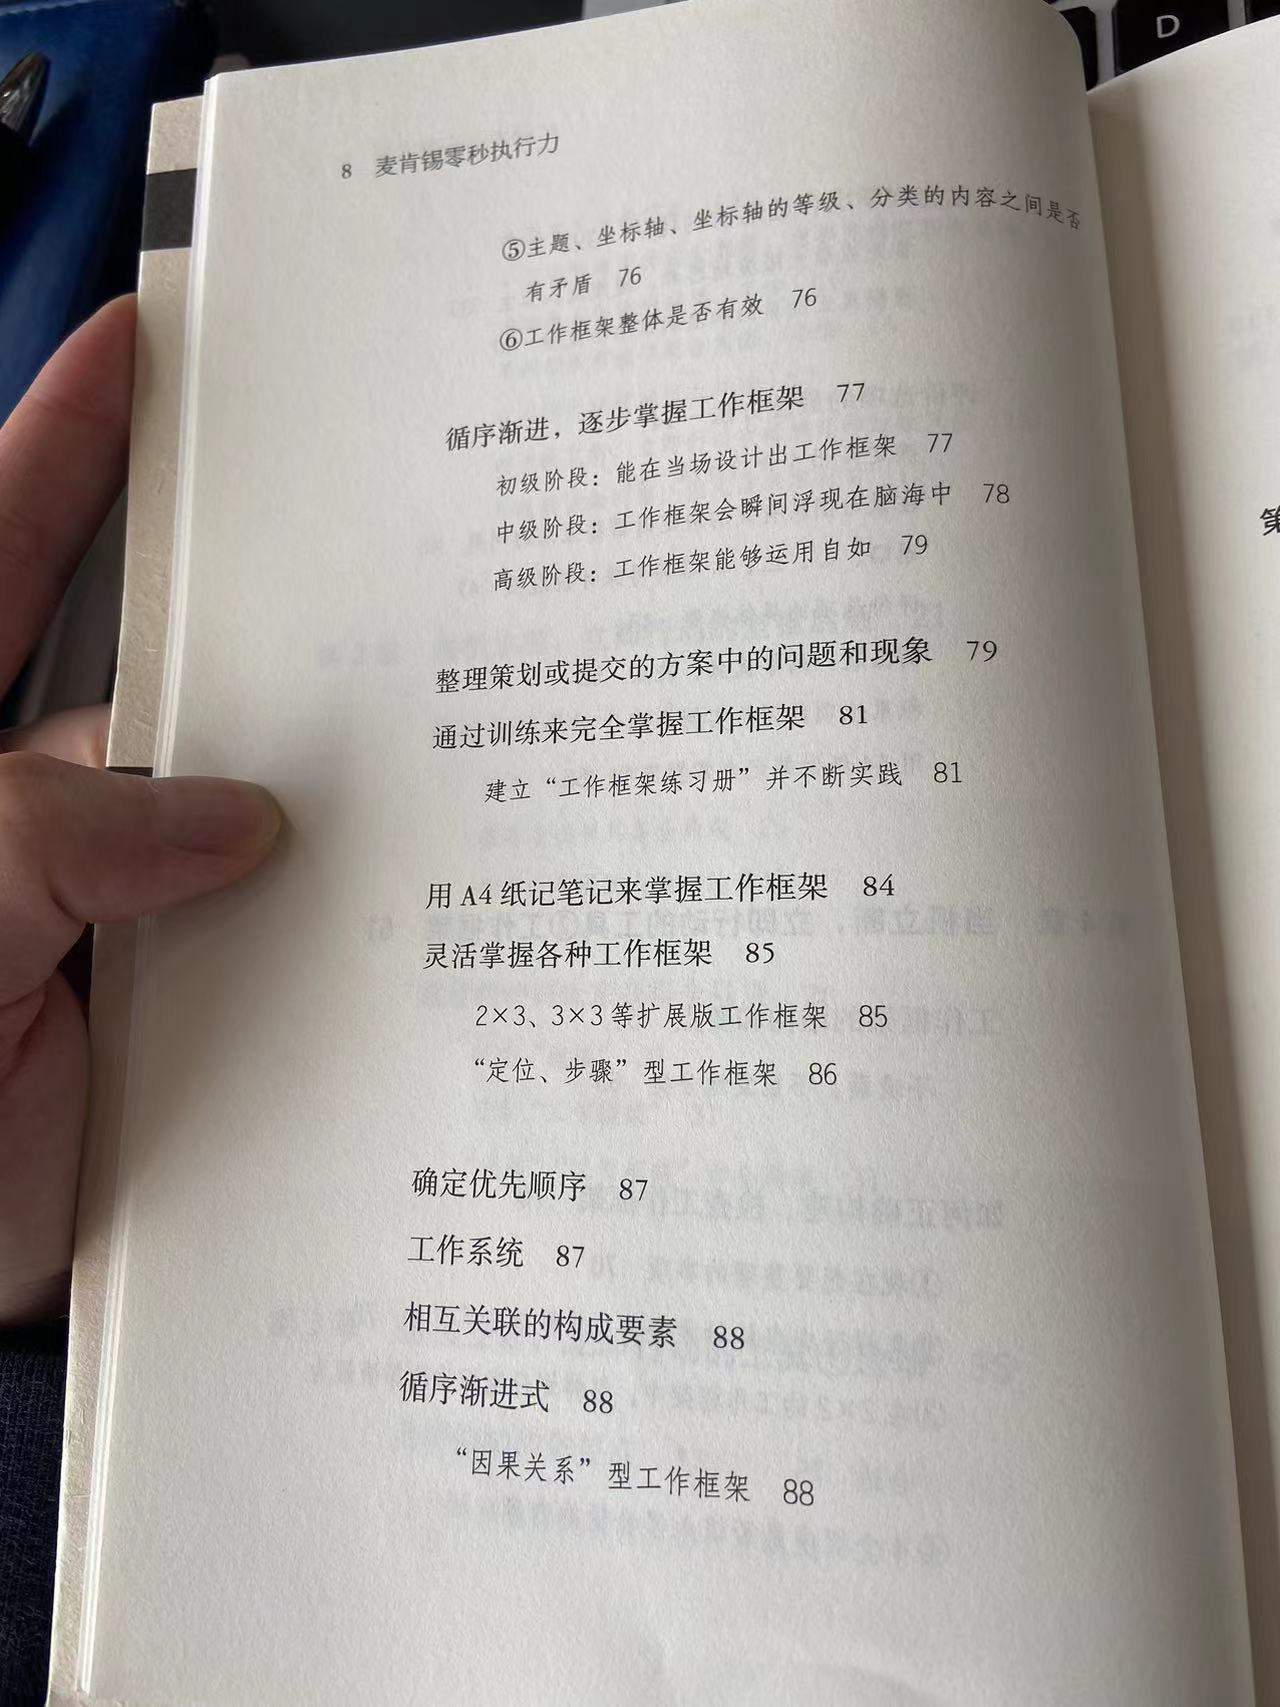 8 麦肯锡零秒执行力
⑤主题、坐标轴、坐标轴的等级、分类的内容之间是否
有矛盾 76
⑥工作框架整体是否有效 76
循序渐进，逐步掌握工作框架 77
初级阶段：能在当场设计出工作框架 77
中级阶段：工作框架会瞬间浮现在脑海中 78
高级阶段：工作框架能够运用自如 79
整理策划或提交的方案中的问题和现象 79
通过训练来完全掌握工作框架 81
建立“工作框架练习册”并不断实践 81
用 A4 纸记笔记来掌握工作框架 84
灵活掌握各种工作框架 85
2×3、3×3 等扩展版工作框架 85
“定位、步骤”型工作框架 86
确定优先顺序 87
工作系统 87
相互关联的构成要素 88
循序渐进式 88
“因果关系”型工作框架 88
第
D